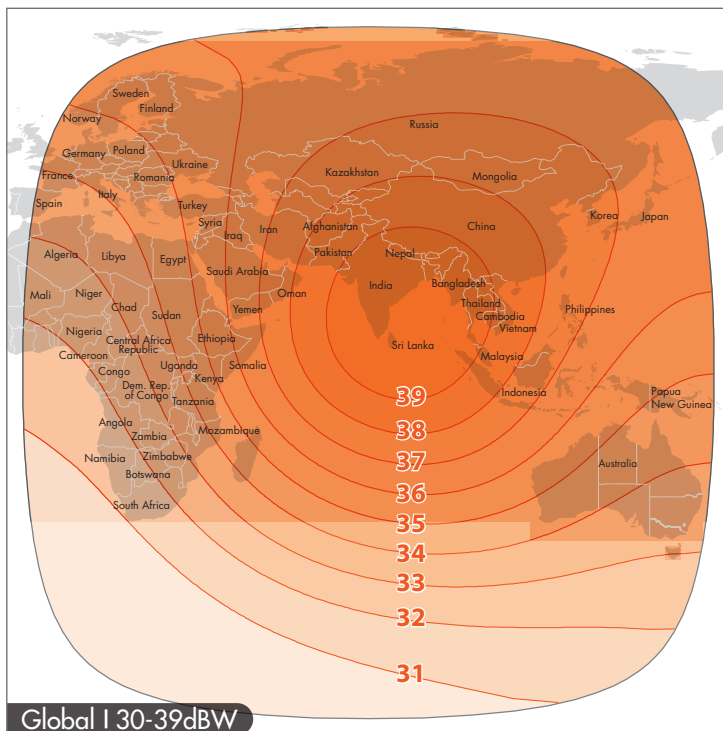 Sweden
Finland
Norway
Russia
Germany
Poland
Ukraine
France
Romania
Kazakhstan
Mongolia
Italy
Spain
Turkey
Korea
Japan
Syria
Iraq
Iran
Afghanistan
China
Algeria
Libya
Egypt
Pakistan
Nepal
Saudi Arabia
India
Bangladesh
Mali
Niger
Oman
Chad
Sudan
Yemen
Thailand
Philippines
Cambodia
Vietnam
Nigeria
Central Africa
Republic
Ethiopia
Sri Lanka
Cameroon
Malaysia
Congo
Uganda
Somalia
Kenya
Dem. Rep.
of Congo
Tanzania
Indonesia
Papua
New Guinea
39
Angola
Zambia
Mozambique
38
Namibia
Zimbabwe
37
Australia
Botswana
36
South Africa
35
34
33
32
31
Global I 30-39dBW